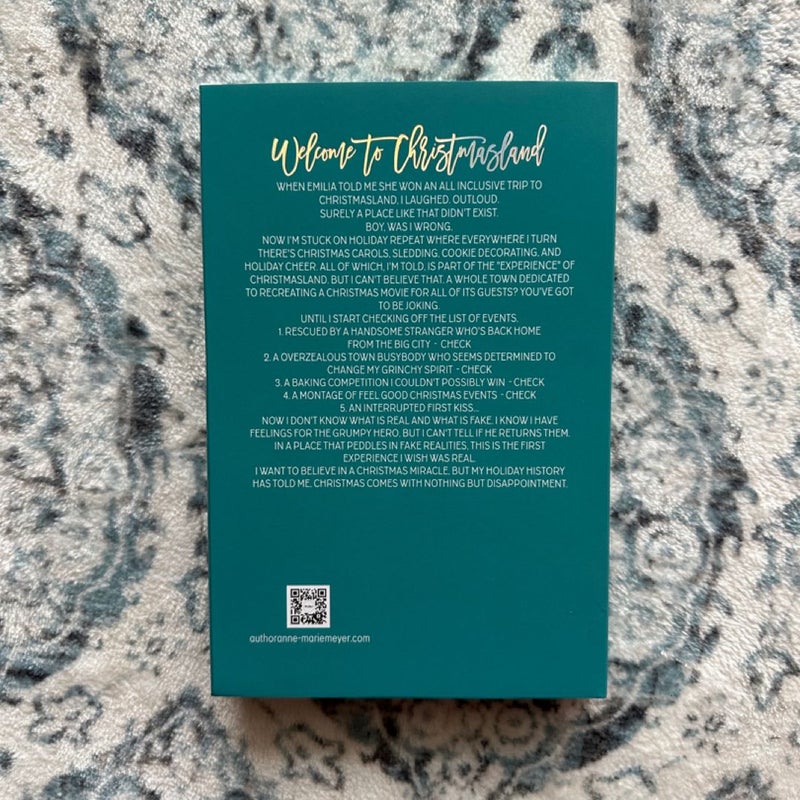 Welcome to Christmasland
WHEN EMILIA TOLD ME SHE WON AN ALL INCLUSIVE TRIP TO
CHRISTMASLAND, I LAUGHED. OUTLOUD.
SURELY A PLACE LIKE THAT DIDN'T EXIST.
BOY, WAS I WRONG.
NOW I'M STUCK ON HOLIDAY REPEAT WHERE EVERYWHERE I TURN
THERE'S CHRISTMAS CAROLS, SLEDDING, COOKIE DECORATING, AND
HOLIDAY CHEER. ALL OF WHICH, I'M TOLD, IS PART OF THE "EXPERIENCE" OF
CHRISTMASLAND, BUT I CAN'T BELIEVE THAT. A WHOLE TOWN DEDICATED
TO RECREATING A CHRISTMAS MOVIE FOR ALL OF ITS GUESTS? YOU'VE GOT
TO BE JOKING.
UNTIL I START CHECKING OFF THE LIST OF EVENTS.
1. RESCUED BY A HANDSOME STRANGER WHO'S BACK HOME
FROM THE BIG CITY - CHECK
2. A OVERZEALOUS TOWN BUSYBODY WHO SEEMS DETERMINED TO
CHANGE MY GRINCHY SPIRIT - CHECK
3. A BAKING COMPETITION I COULDN'T POSSIBLY WIN - CHECK
4. A MONTAGE OF FEEL GOOD CHRISTMAS EVENTS - CHECK
5. AN INTERRUPTED FIRST KISS...
NOW I DON'T KNOW WHAT IS REAL AND WHAT IS FAKE. I KNOW I HAVE
FEELINGS FOR THE GRUMPY HERO, BUT I CAN'T TELL IF HE RETURNS THEM.
IN A PLACE THAT PEDDLES IN FAKE REALITIES, THIS IS THE FIRST
EXPERIENCE I WISH WAS REAL.
I WANT TO BELIEVE IN A CHRISTMAS MIRACLE, BUT MY HOLIDAY HISTORY
HAS TOLD ME, CHRISTMAS COMES WITH NOTHING BUT DISAPPOINTMENT.
authoranne-mariemeyer.com